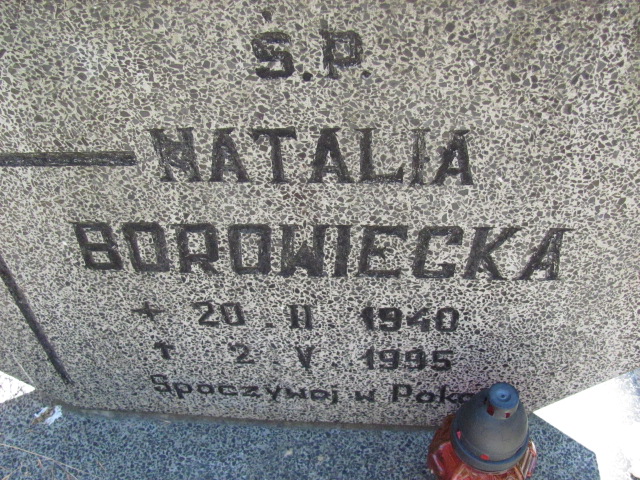 Ś.P.
NATALIA
BOROWIECKA
20.II.1940
† 2.V.1995
Spoczywaj w